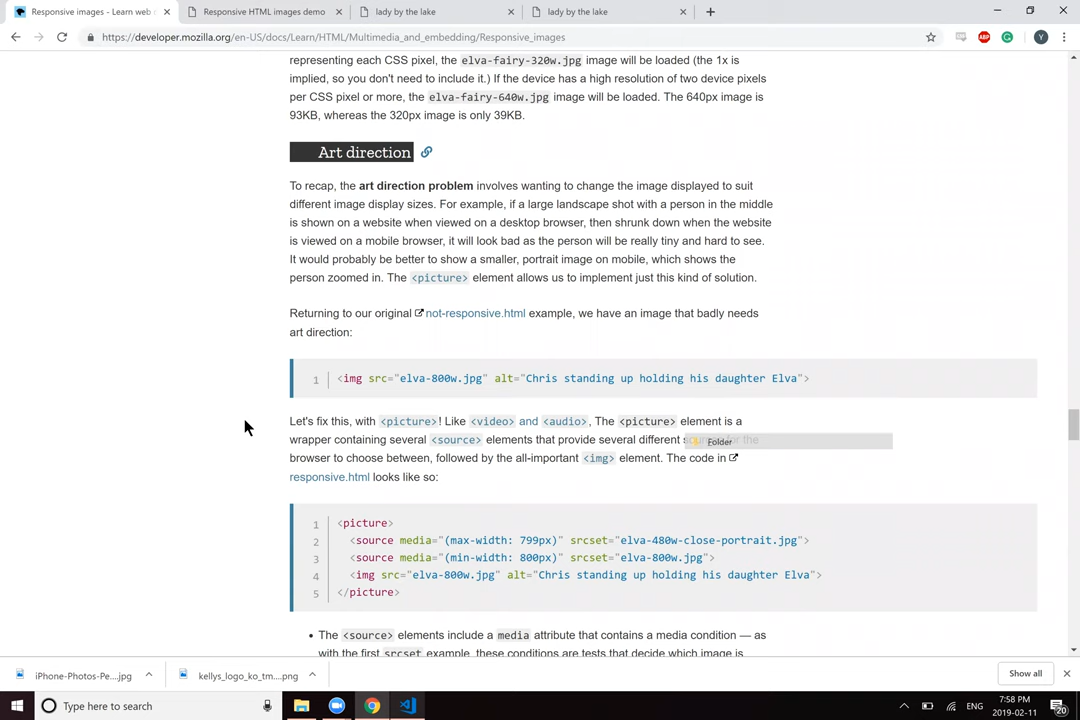 Responsive images - Learn web
Responsive HTML images demo
lady by the lake
lady by the lake
https://developer.mozilla.org/en-US/docs/Learn/HTML/Multimedia_and_embedding/Responsive_images
ABP
Y
representing each CSS pixel, the elva-fairy-320w.jpg image will be loaded (the 1x is
implied, so you don't need to include it.) If the device has a high resolution of two device pixels
per CSS pixel or more, the elva-fairy-640w.jpg image will be loaded. The 640px image is
93KB, whereas the 320px image is only 39KB.
Art direction
To recap, the art direction problem involves wanting to change the image displayed to suit
different image display sizes. For example, if a large landscape shot with a person in the middle
is shown on a website when viewed on a desktop browser, then shrunk down when the website
is viewed on a mobile browser, it will look bad as the person will be really tiny and hard to see.
It would probably be better to show a smaller, portrait image on mobile, which shows the
person zoomed in. The <picture> element allows us to implement just this kind of solution.
Returning to our original not-responsive.html example, we have an image that badly needs
art direction:
1 <img src="elva-800w.jpg" alt="Chris standing up holding his daughter Elva">
Let's fix this, with <picture>! Like <video> and <audio>, The <picture> element is a
wrapper containing several <source> elements that provide several different
Folder
browser to choose between, followed by the all-important <img> element. The code in
responsive.html looks like so:
1 <picture>
2 <source media="(max-width: 799px)" srcset="elva-480w-close-portrait.jpg">
3 <source media="(min-width: 800px)" srcset="elva-800w.jpg">
4 <img src="elva-800w.jpg" alt="Chris standing up holding his daughter Elva">
5 </picture>
• The <source> elements include a media attribute that contains a media condition — as
with the first srcset example, these conditions are tests that decide which image is
iPhone-Photos-Pe....jpg
kellys_logo_ko_tm....png
Show all
Type here to search
ENG
7:58 PM
2019-02-11
20